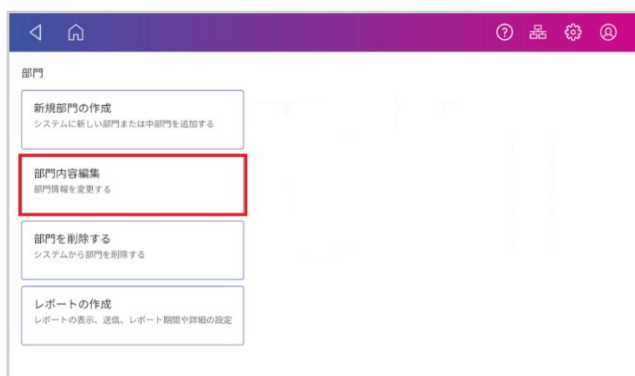 部門
新規部門の作成
システムに新しい部門または中部門を追加する
部門内容編集
部門情報を変更する
部門を削除する
システムから部門を削除する
レポートの作成
レポートの表示、送信、レポート期間や詳細の設定